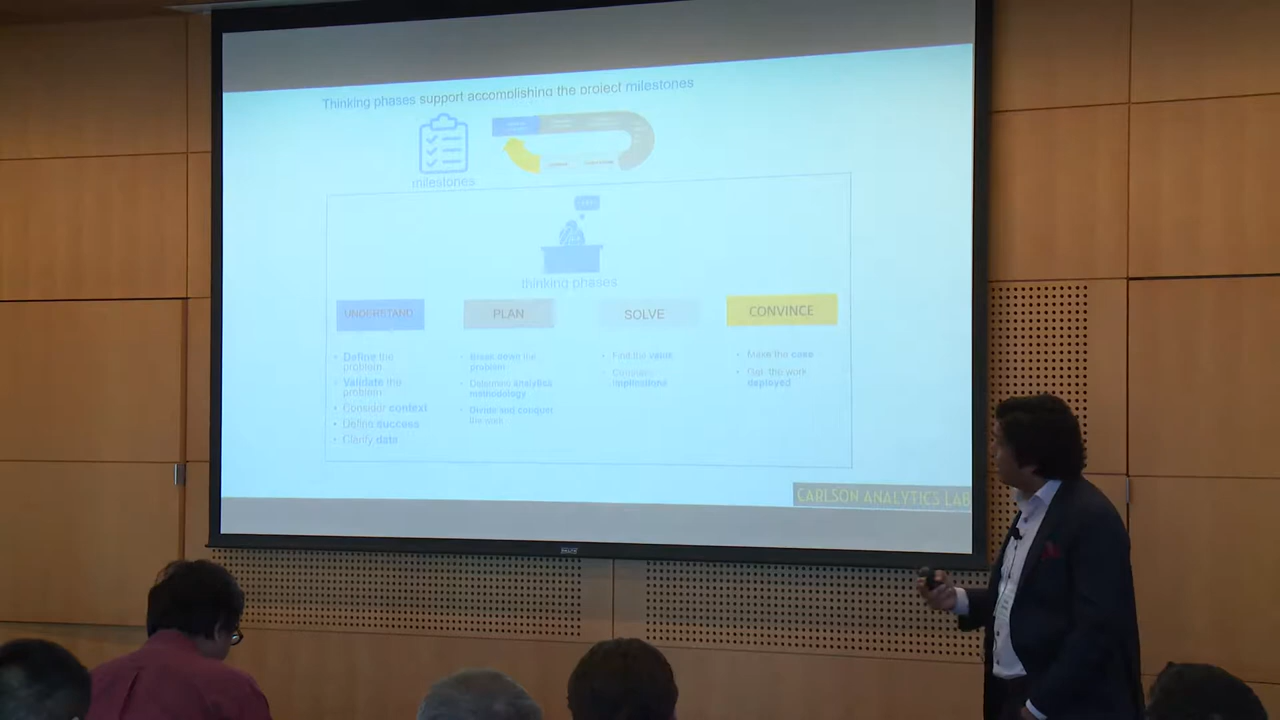 Thinking phases support accomplishing the project milestones
milestones
thinking phases
UNDERSTAND
PLAN
SOLVE
CONVINCE
• Define the
problem
• Validate the
problem
• Consider context
• Define success
• Clarify data
• Break down the
problem
• Determine analytics
methodology
• Divide and conquer
the work
• Find the value
• Consider
implications
• Make the case
• Get the work
deployed
CARLSON ANALYTICS LAB